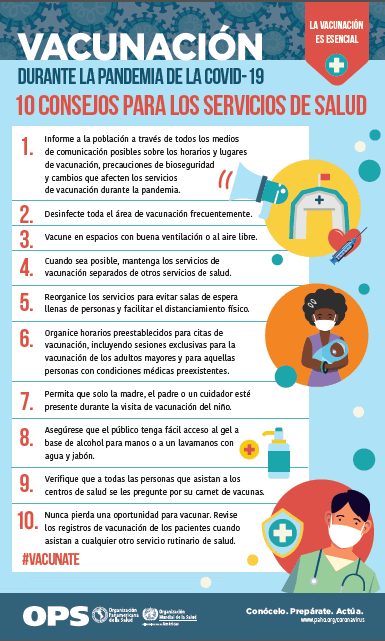 LA VACUNACIÓN
ES ESENCIAL
VACUNACIÓN
DURANTE LA PANDEMIA DE LA COVID-19
10 CONSEJOS PARA LOS SERVICIOS DE SALUD
1. Informe a la población a través de todos los medios
de comunicación posibles sobre los horarios y lugares
de vacunación, precauciones de bioseguridad
y cambios que afecten los servicios
de vacunación durante la pandemia.
2. Desinfecte toda el área de vacunación frecuentemente.
3. Vacune en espacios con buena ventilación o al aire libre.
4. Cuando sea posible, mantenga los servicios de
vacunación separados de otros servicios de salud.
5. Reorganice los servicios para evitar salas de espera
llenas de personas y facilitar el distanciamiento físico.
6. Organice horarios preestablecidos para citas de
vacunación, incluyendo sesiones exclusivas para la
vacunación de los adultos mayores y para aquellas
personas con condiciones médicas preexistentes.
7. Permita que solo la madre, el padre o un cuidador esté
presente durante la visita de vacunación del niño.
8. Asegúrese que el público tenga fácil acceso al gel a
base de alcohol para manos o a un lavamanos con
agua y jabón.
9. Verifique que a todas las personas que asistan a los
centros de salud se les pregunte por su carnet de vacunas.
10. Nunca pierda una oportunidad para vacunar. Revise
los registros de vacunación de los pacientes cuando
asistan a cualquier otro servicio rutinario de salud.
#VACUNATE
OPS
Organización
Panamericana
de la Salud
Organización
Mundial de la Salud
Américas
Conócelo. Prepárate. Actúa.
www.paho.org/coronavirus